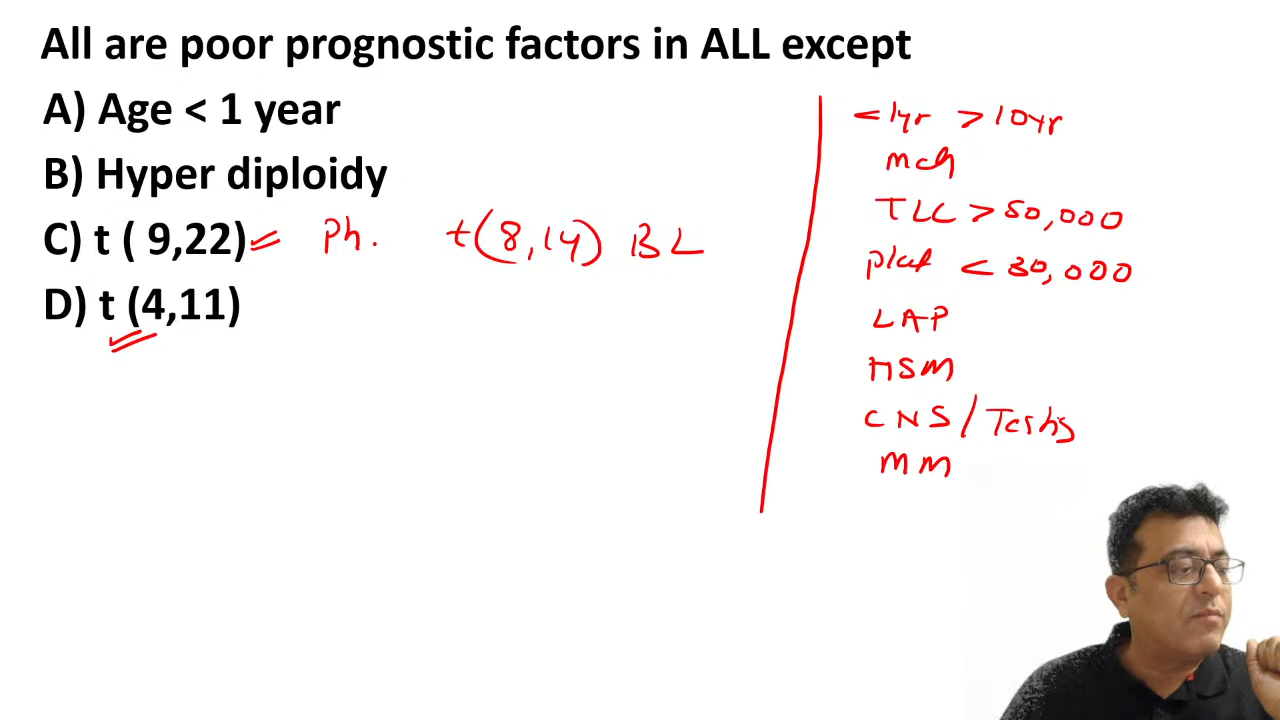 All are poor prognostic factors in ALL except
A) Age < 1 year
B) Hyper diploidy
C) t ( 9,22) Ph. t(8,14) BL
D) t (4,11)
< 1yr > 10yr
TLC > 50,000
plat < 30,000
LAP
HSM
CNS / Testis
MM